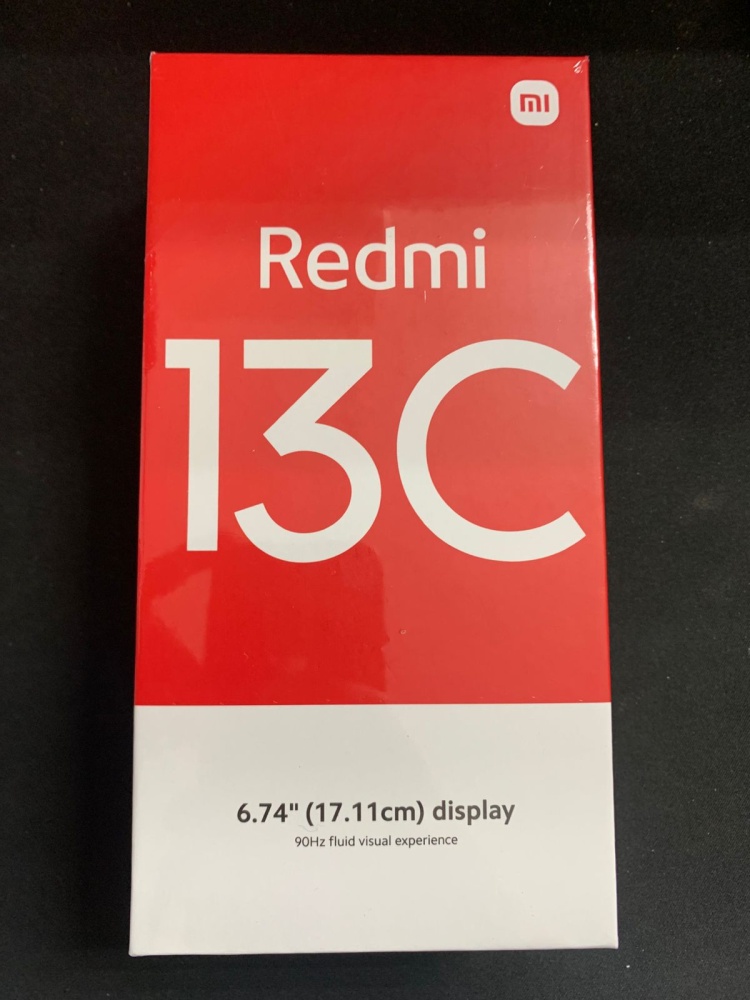 mi
Redmi
13C
6.74" (17.11cm) display
90Hz fluid visual experience